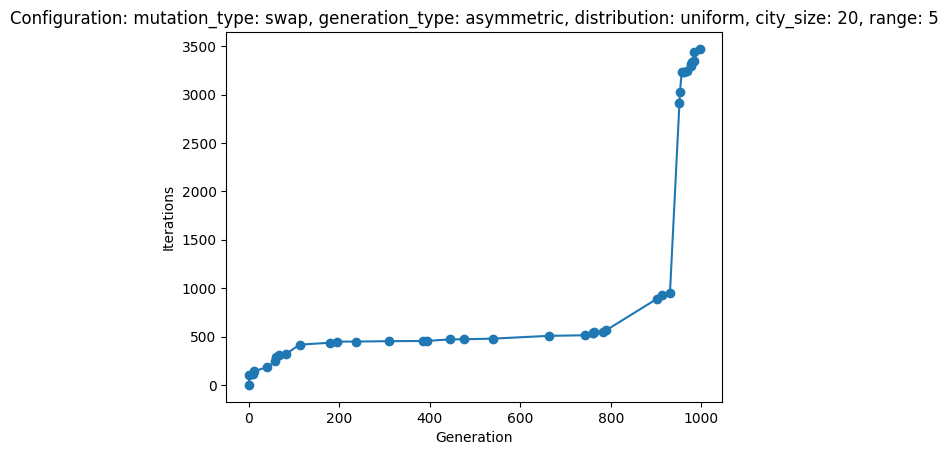 Configuration: mutation_type: swap, generation_type: asymmetric, distribution: uniform, city_size: 20, range: 5
3500
3000
2500
2000
1500
1000
500
0
Iterations
0 200 400 600 800 1000
Generation